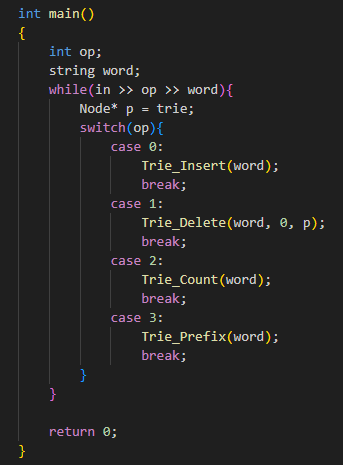 int main()
{
    int op;
    string word;
    while(in >> op >> word){
        Node* p = trie;
        switch(op){
            case 0:
                Trie_Insert(word);
                break;
            case 1:
                Trie_Delete(word, 0, p);
                break;
            case 2:
                Trie_Count(word);
                break;
            case 3:
                Trie_Prefix(word);
                break;
        }
    }

    return 0;
}